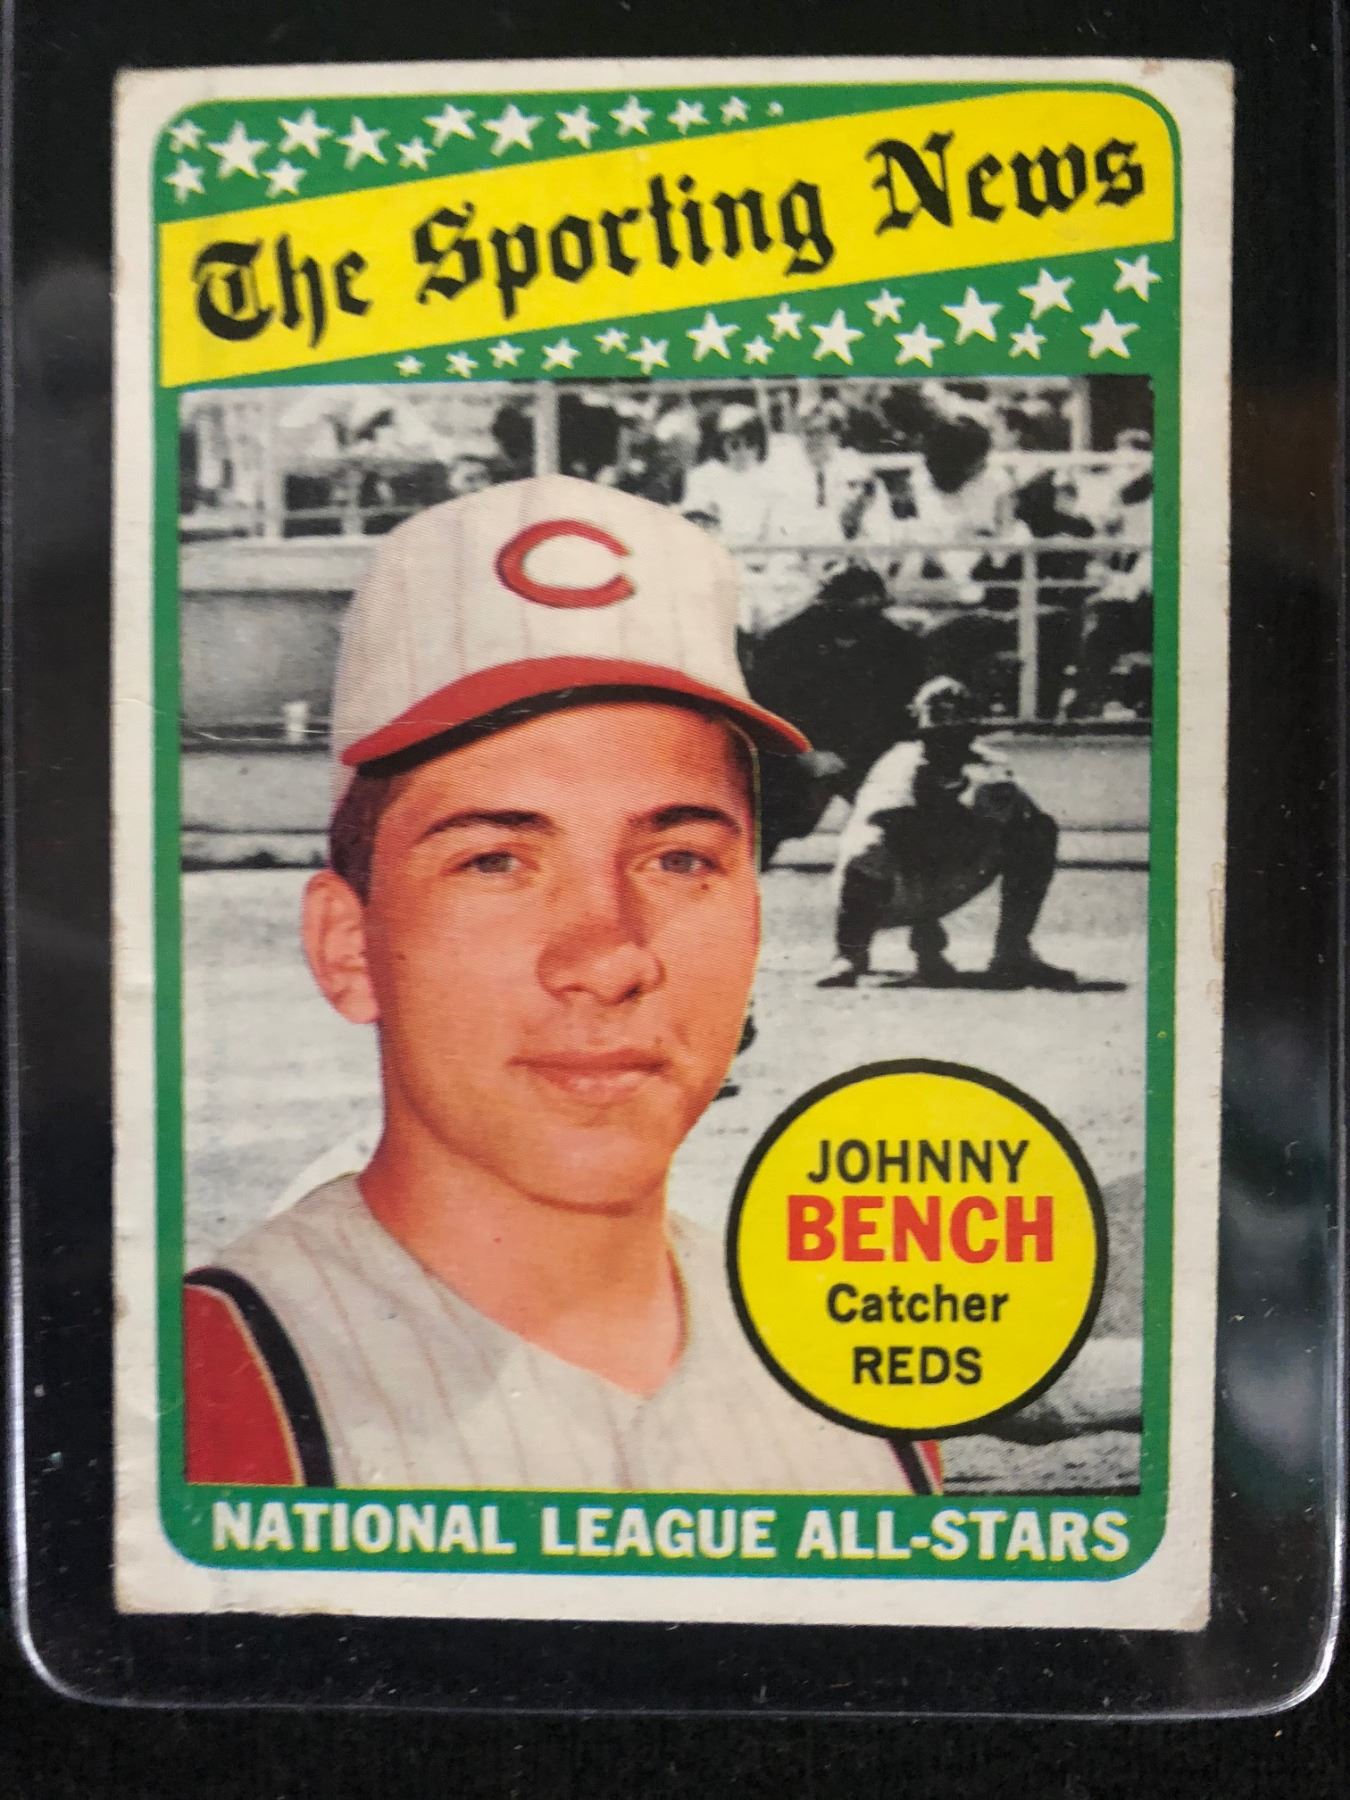 The Sporting News
C
JOHNNY
BENCH
Catcher
REDS
NATIONAL LEAGUE ALL-STARS